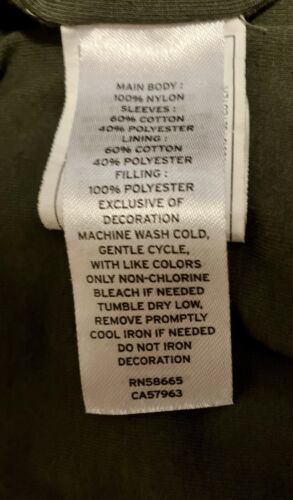 MAIN BODY :
100% NYLON
SLEEVES :
60% COTTON
40% POLYESTER
LINING :
60% COTTON
40% POLYESTER
FILLING :
100% POLYESTER
EXCLUSIVE OF
DECORATION
MACHINE WASH COLD,
GENTLE CYCLE,
WITH LIKE COLORS
ONLY NON-CHLORINE
BLEACH IF NEEDED
TUMBLE DRY LOW,
REMOVE PROMPTLY
COOL IRON IF NEEDED
DO NOT IRON
DECORATION
RN58665
CA57963